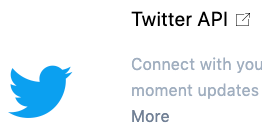 Twitter API
Connect with you
moment updates
More